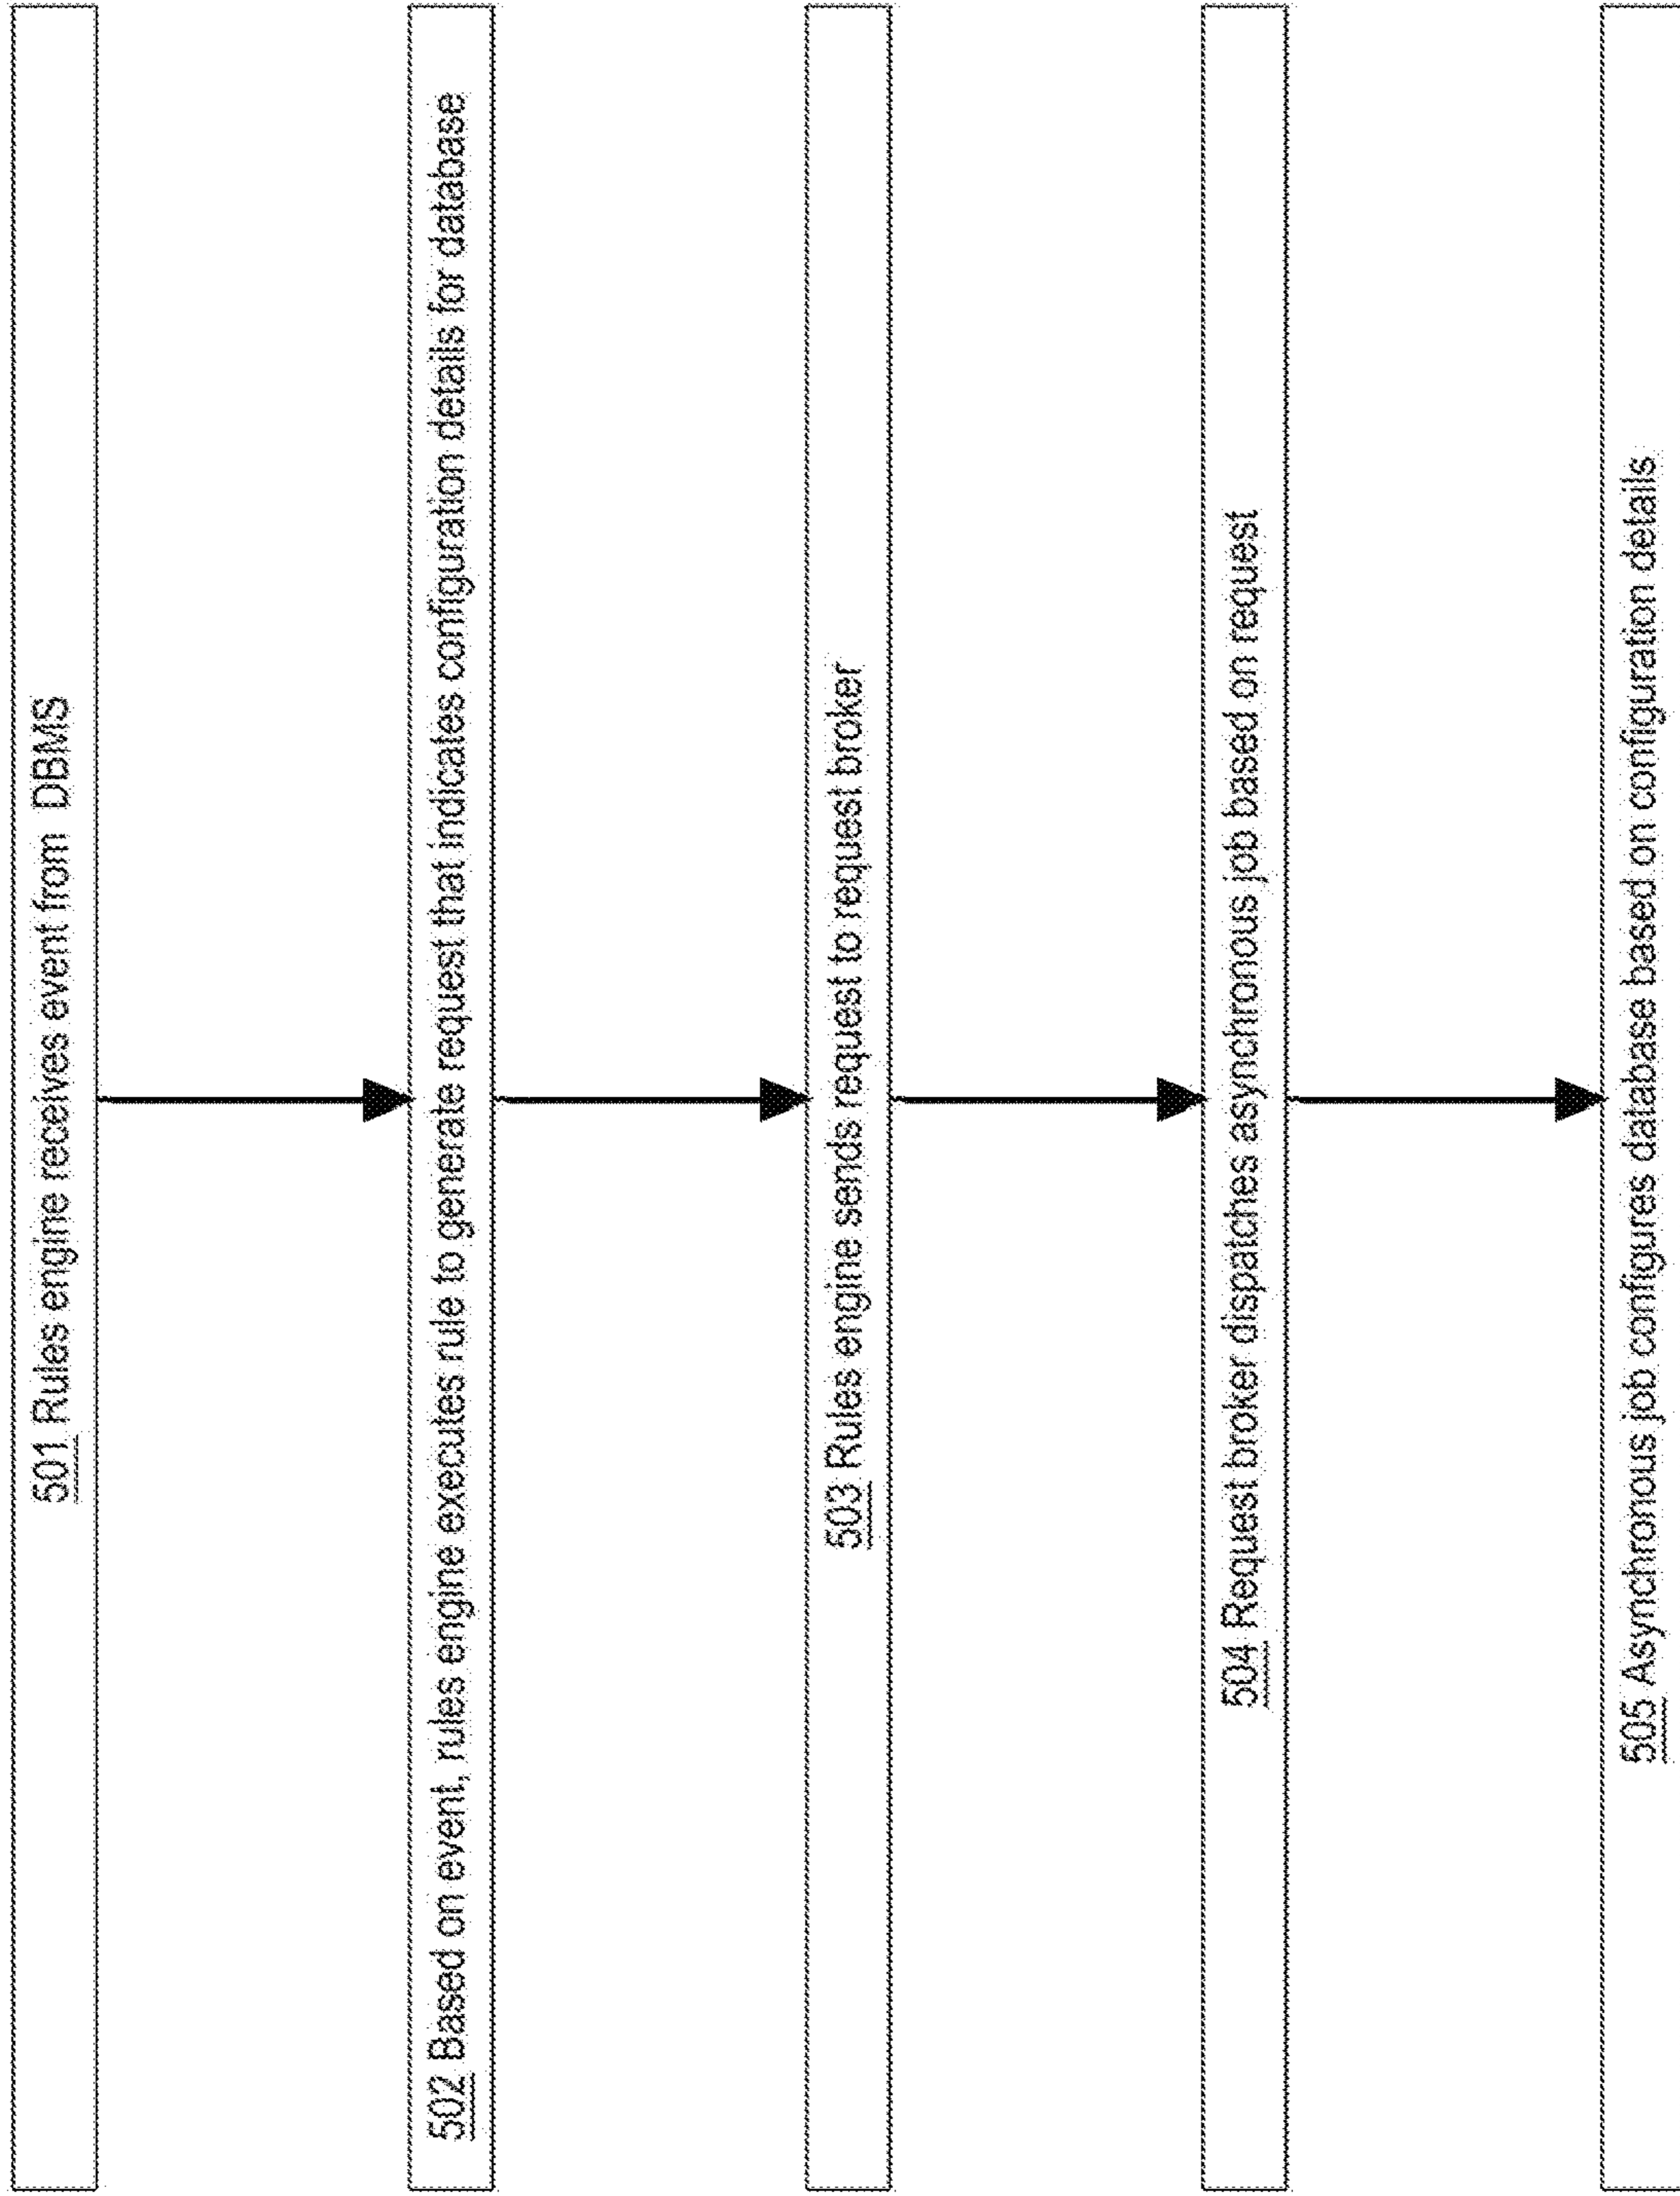 501 Rules engine receives event from DBMS
502 Based on event, rules engine executes rule to generate request that indicates configuration details for database
503 Rules engine sends request to request broker
504 Request broker dispatches asynchronous job based on request
505 Asynchronous job configures database based on configuration details